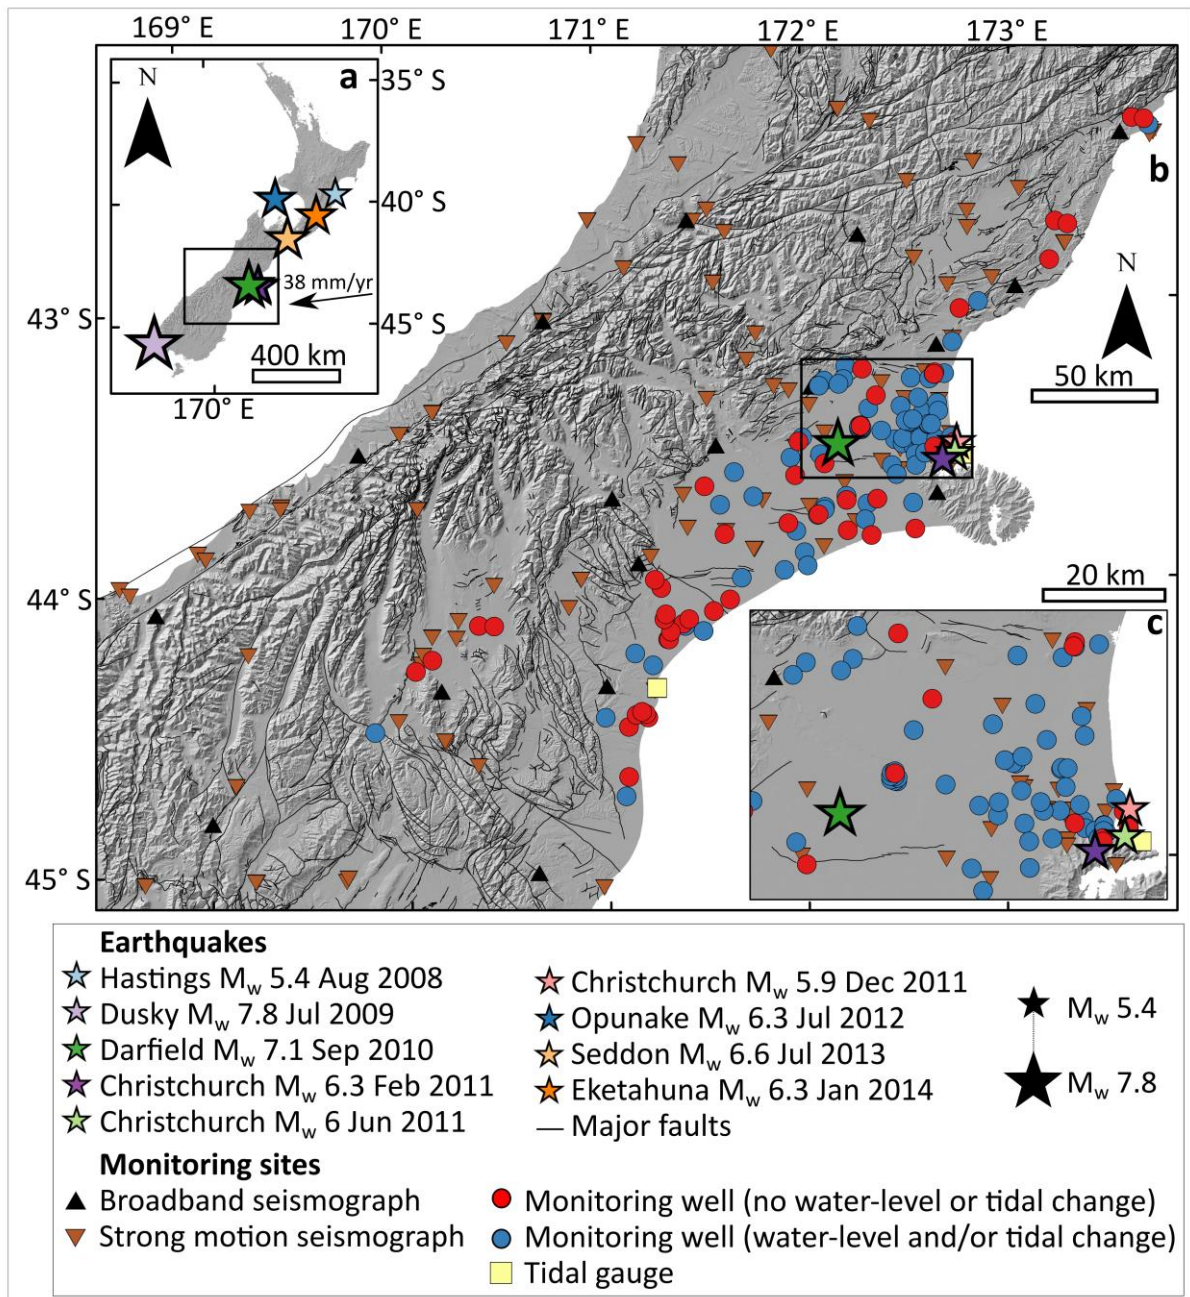 169° E 170° E 171° E 172° E 173° E
a
N
35° S
40° S
45° S
38 mm/yr
400 km
170° E
b
N
50 km
43° S
44° S
45° S
20 km
c
Earthquakes
Hastings Mw 5.4 Aug 2008
Dusky Mw 7.8 Jul 2009
Darfield Mw 7.1 Sep 2010
Christchurch Mw 6.3 Feb 2011
Christchurch Mw 6 Jun 2011
Christchurch Mw 5.9 Dec 2011
Opunake Mw 6.3 Jul 2012
Seddon Mw 6.6 Jul 2013
Eketahuna Mw 6.3 Jan 2014
Major faults
Mw 5.4
Mw 7.8
Monitoring sites
Broadband seismograph
Strong motion seismograph
Monitoring well (no water-level or tidal change)
Monitoring well (water-level and/or tidal change)
Tidal gauge